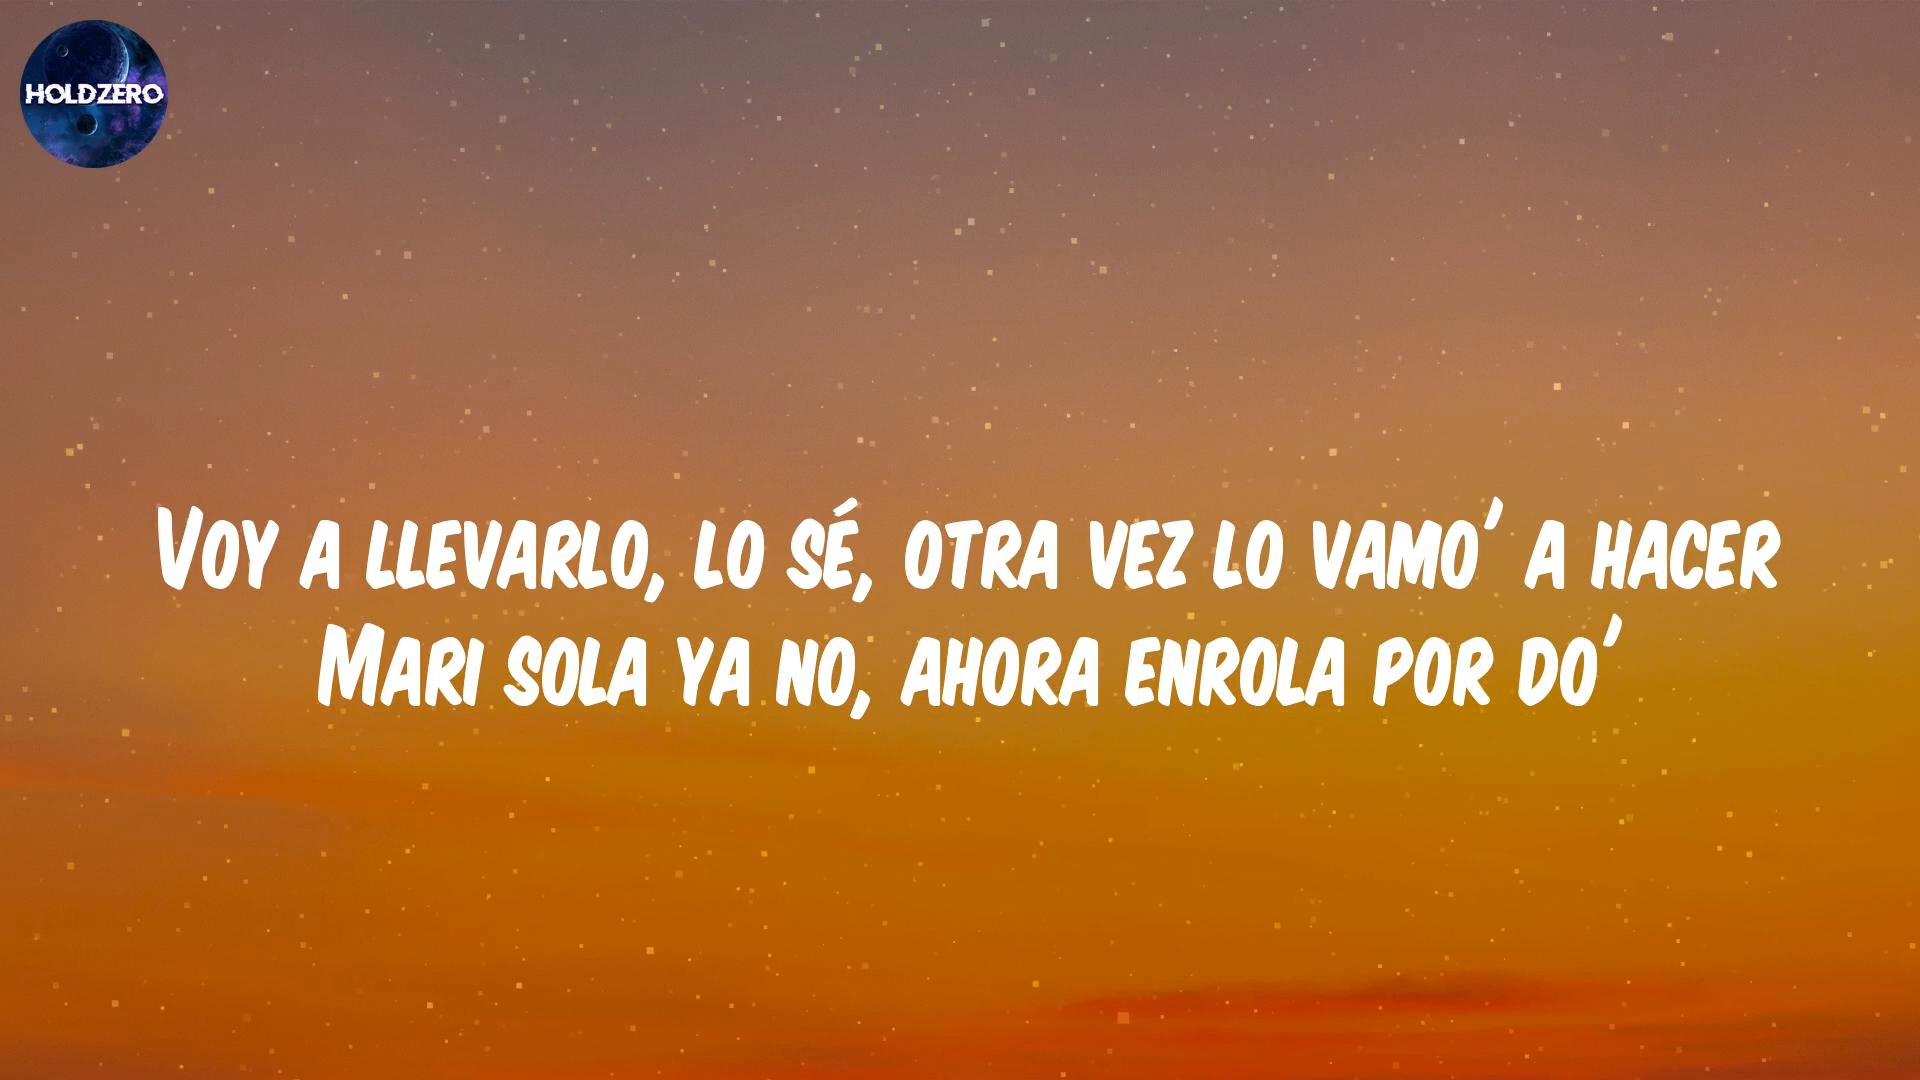 HOLDZERO
Voy a llevarlo, lo sé, otra vez lo vamo' a hacer
Mari sola ya no, ahora enrola por do'